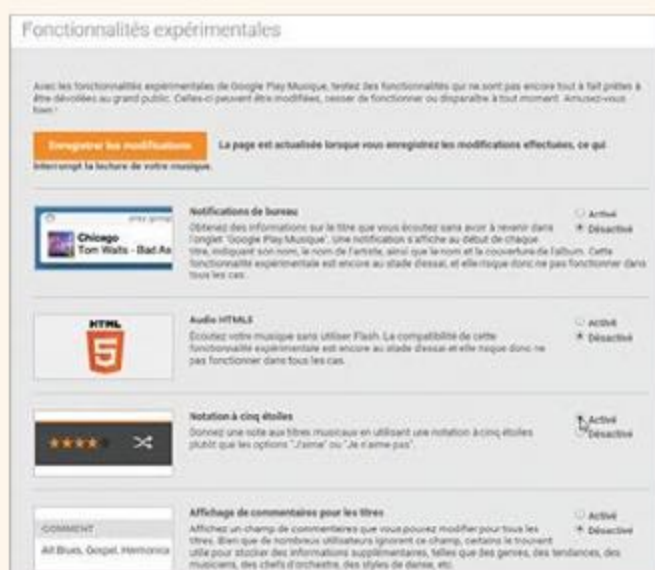 Fonctionnalités expérimentales
Avec les fonctionnalités expérimentales de Google Play Musique, testez des fonctionnalités qui ne sont pas encore tout à fait prêtes à
être dévoilées au grand public. Celles-ci peuvent être modifiées, cesser de fonctionner ou disparaître à tout moment. Amusez-vous
bien !
Enregistrer les modifications
La page est actualisée lorsque vous enregistrez les modifications effectuées, ce qui
interrompt la lecture de votre musique.
Chicago
Tom Waits - Bad As
Notifications de bureau
Obtenez des informations sur le titre que vous écoutez sans avoir à revenir dans
l'onglet "Google Play Musique". Une notification s'affiche au début de chaque
titre, indiquant son nom, le nom de l'artiste, ainsi que le nom et la couverture de l'album. Cette
fonctionnalité expérimentale est encore au stade d'essai, et elle risque donc ne pas fonctionner dans
tous les cas.
Activé
Désactivé
HTML
5
Audio HTML5
Écoutez votre musique sans utiliser Flash. La compatibilité de cette
fonctionnalité expérimentale est encore au stade d'essai et elle risque donc ne
pas fonctionner dans tous les cas.
Activé
Désactivé
Notation à cinq étoiles
Donnez une note aux titres musicaux en utilisant une notation à cinq étoiles
plutôt que les options "J'aime" ou "Je n'aime pas".
Activé
Désactivé
COMMENT
Alt Blues, Gospel, Harmonica
Affichage de commentaires pour les titres
Affichez un champ de commentaires que vous pouvez modifier pour tous les
titres. Bien que de nombreux utilisateurs ignorent ce champ, certains le trouvent
utile pour stocker des informations supplémentaires, telles que des genres, des tendances, des
musiciens, des chefs d'orchestre, des styles de danse, etc.
Activé
Désactivé